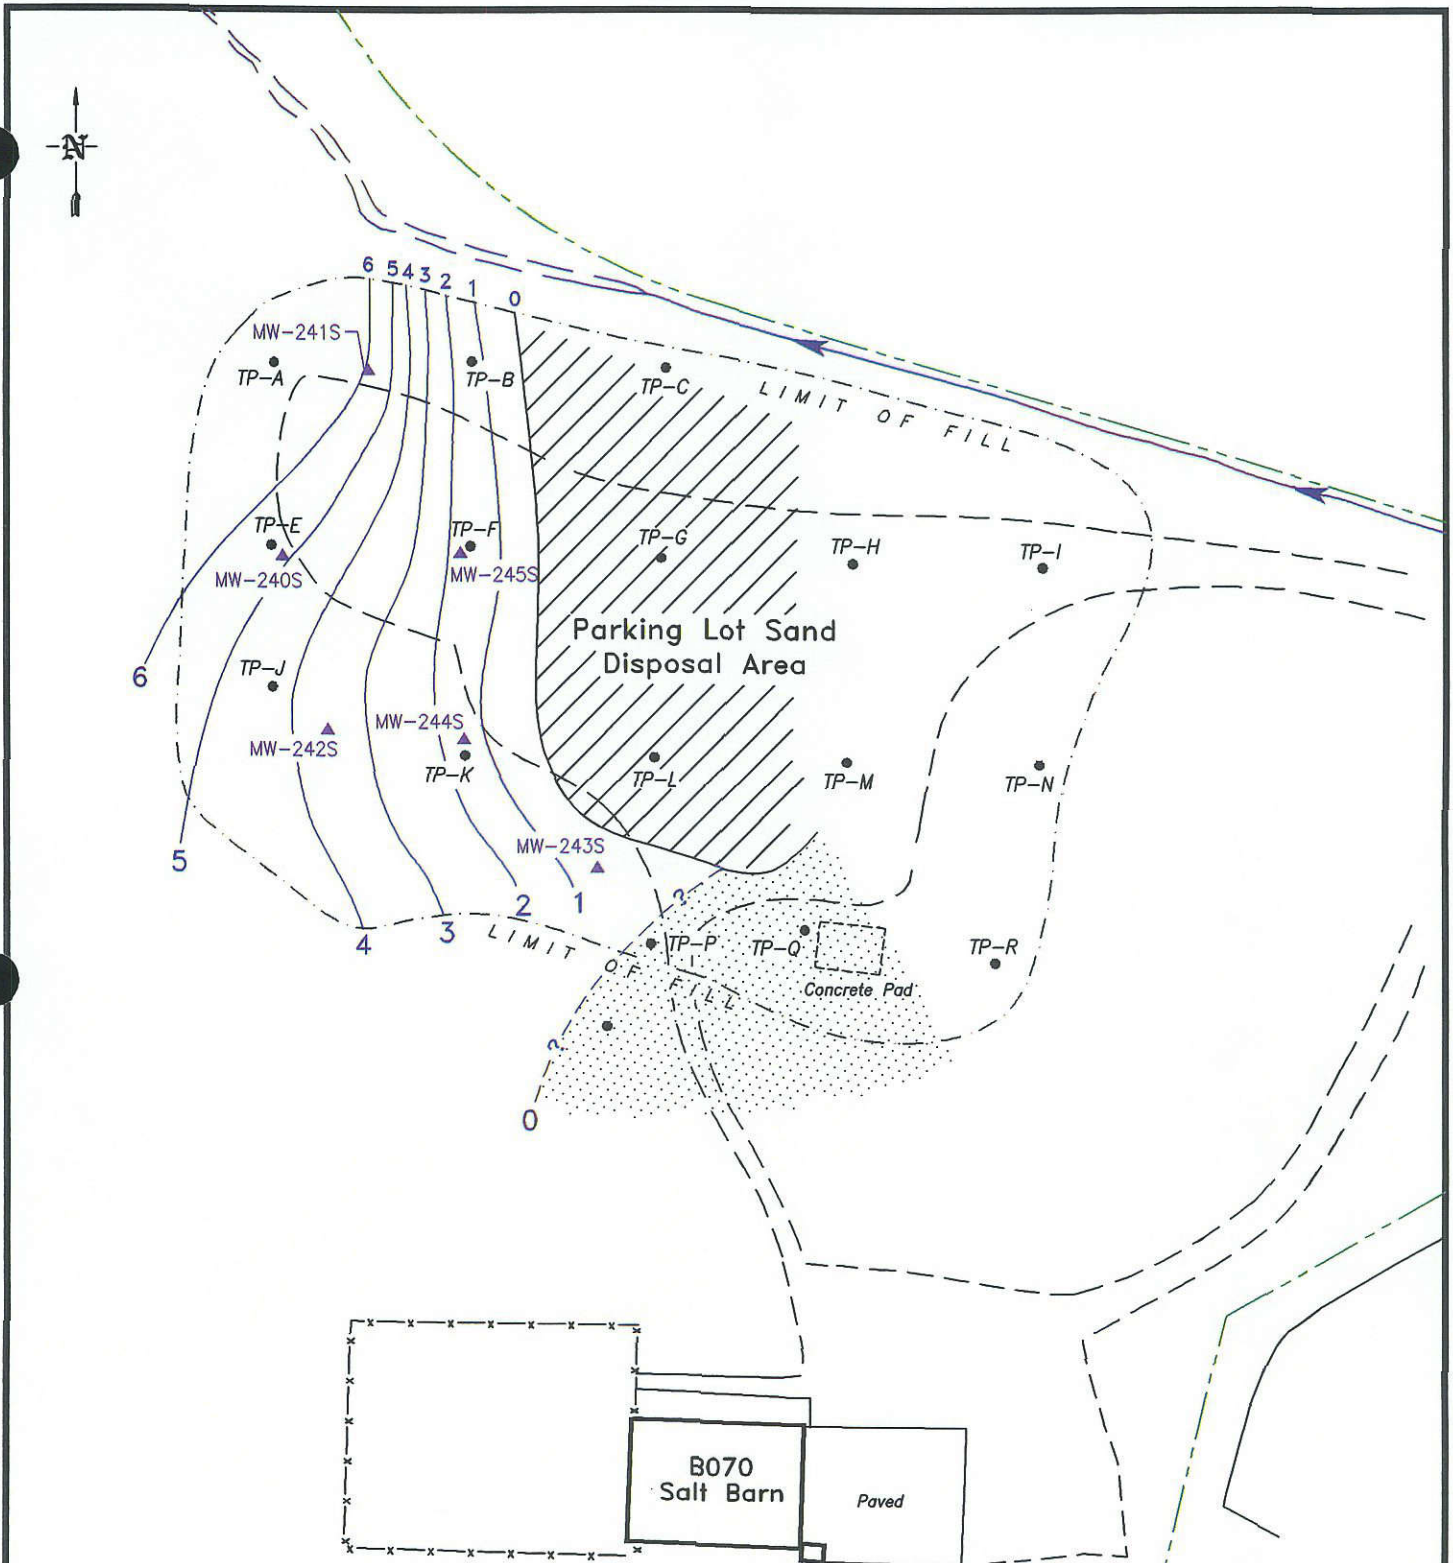 N
6 5 4 3 2 1 0
MW-241S
TP-A
TP-B
TP-C
LIMIT OF FILL
TP-E
MW-240S
TP-F
MW-245S
TP-G
TP-H
TP-I
Parking Lot Sand
Disposal Area
6
TP-J
MW-242S
MW-244S
TP-K
TP-L
TP-M
TP-N
MW-243S
5
4
3
2
1
?
LIMIT OF FILL
TP-P
TP-Q
TP-R
Concrete Pad
?
0
B070
Salt Barn
Paved